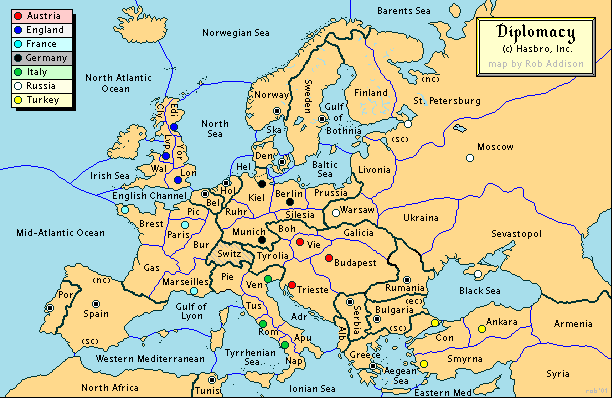 Austria
England
France
Germany
Italy
Russia
Turkey
Diplomacy
(c) Hasbro, Inc.
map by Rob Addison
Barents Sea
Norwegian Sea
North Atlantic
Ocean
Norway
Sweden
Finland
(nc)
St. Petersburg
(sc)
Gulf
of
Bothnia
Ska
North
Sea
Edi
Cly
Lvp
Yor
Wal
Lon
Irish Sea
English Channel
Den
Hel
Baltic
Sea
Livonia
Moscow
Hol
Bel
Kiel
Berlin
Prussia
Ruhr
Silesia
Warsaw
Ukraine
Sevastopol
Mid-Atlantic Ocean
Brest
Pic
Paris
Bur
Munich
Boh
Galicia
Vie
Switz
Tyrolia
Budapest
Rumania
Gas
Marseilles
Pie
Ven
Trieste
Black Sea
(nc)
Spain
(sc)
Por
Gulf of
Lyon
Tus
Rom
Adr
Apu
Nap
Serbia
Alb
Bulgaria
(ec)
(sc)
Con
Ankara
Armenia
Greece
Aegean
Sea
Smyrna
Syria
Western Mediterranean
Tyrrhenian
Sea
North Africa
Tunis
Ionian Sea
Eastern Med